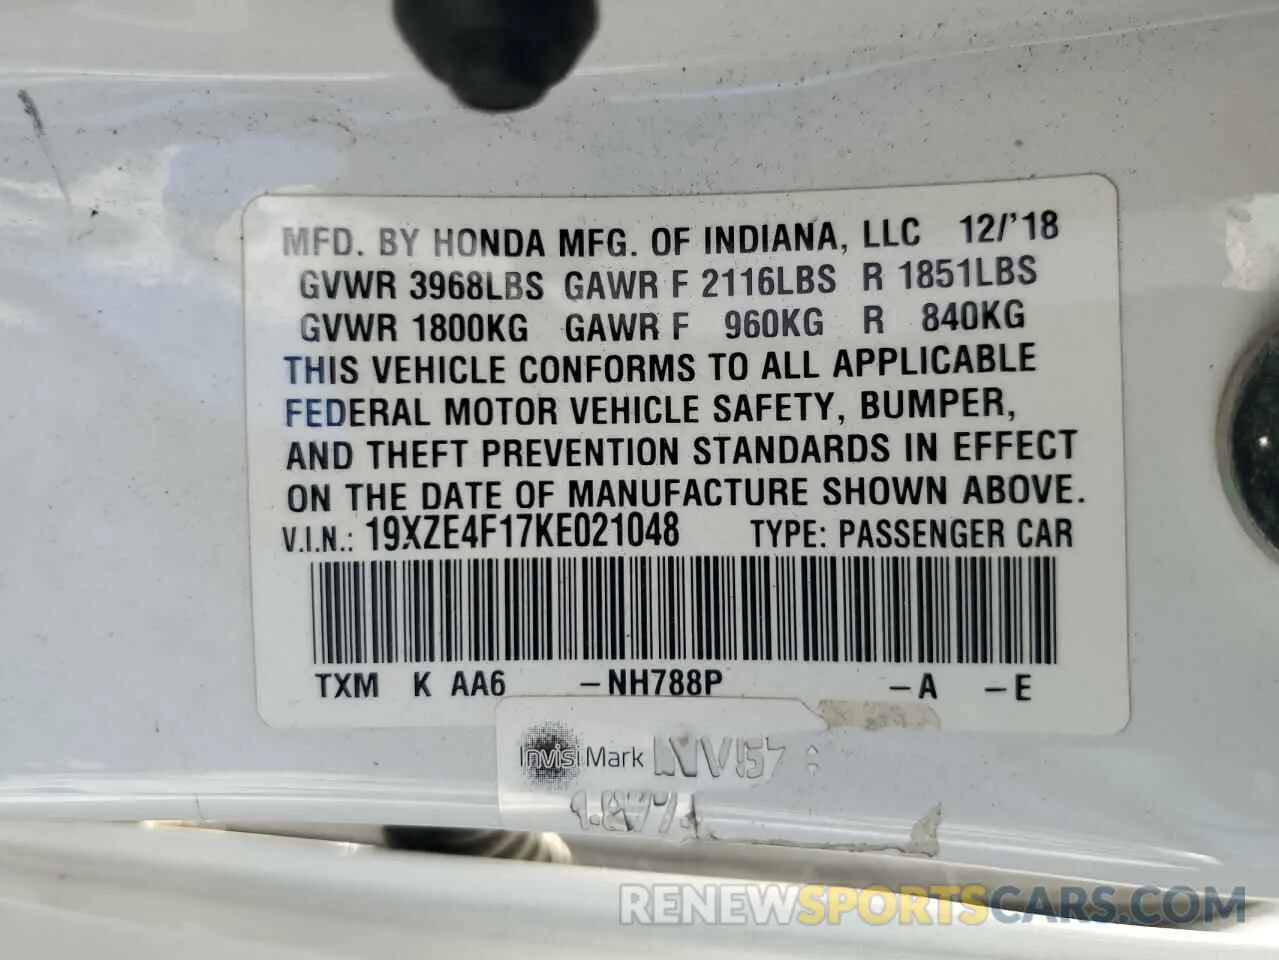 MFD. BY HONDA MFG. OF INDIANA, LLC 12/'18
GVWR 3968LBS GAWR F 2116LBS R 1851LBS
GVWR 1800KG GAWR F 960KG R 840KG
THIS VEHICLE CONFORMS TO ALL APPLICABLE
FEDERAL MOTOR VEHICLE SAFETY, BUMPER,
AND THEFT PREVENTION STANDARDS IN EFFECT
ON THE DATE OF MANUFACTURE SHOWN ABOVE.
V.I.N.: 19XZE4F17KE021048 TYPE: PASSENGER CAR
TXM K AA6 -NH788P -A -E
InvisiMark
RENEWSPORTSCARS.COM